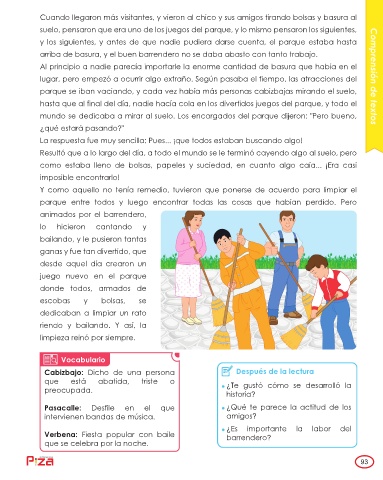 Cuando llegaron más visitantes, y vieron al chico y sus amigos tirando bolsas y basura al
suelo, pensaron que era uno de los juegos del parque, y lo mismo pensaron los siguientes,
y los siguientes, y antes de que nadie pudiera darse cuenta, el parque estaba hasta
arriba de basura, y el buen barrendero no se daba abasto con tanto trabajo.
Al principio a nadie parecía importarle la enorme cantidad de basura que había en el
lugar, pero empezó a ocurrir algo extraño. Según pasaba el tiempo, las atracciones del
parque se iban vaciando, y cada vez había más personas cabizbajas mirando el suelo,
hasta que al final del día, nadie hacía cola en los divertidos juegos del parque, y todo el
mundo se dedicaba a mirar al suelo. Los encargados del parque dijeron: "Pero bueno,
¿qué estará pasando?"
La respuesta fue muy sencilla: Pues... ¡que todos estaban buscando algo!
Resultó que a lo largo del día, a todo el mundo se le terminó cayendo algo al suelo, pero
como estaba lleno de bolsas, papeles y suciedad, en cuanto algo caía... ¡Era casi
imposible encontrarlo!
Y como aquello no tenía remedio, tuvieron que ponerse de acuerdo para limpiar el
parque entre todos y luego encontrar todas las cosas que habían perdido. Pero
animados por el barrendero,
lo hicieron cantando y
bailando, y le pusieron tantas
ganas y fue tan divertido, que
desde aquel día crearon un
juego nuevo en el parque
donde todos, armados de
escobas y bolsas, se
dedicaban a limpiar un rato
riendo y bailando. Y así, la
limpieza reinó por siempre.
Comprensión de textos
Vocabulario
Cabizbajo: Dicho de una persona
que está abatida, triste o
preocupada.
Pasacalle: Desfile en el que
intervienen bandas de música.
Verbena: Fiesta popular con baile
que se celebra por la noche.
Después de la lectura
¿Te gustó cómo se desarrolló la
historia?
¿Qué te parece la actitud de los
amigos?
¿Es importante la labor del
barrendero?
93